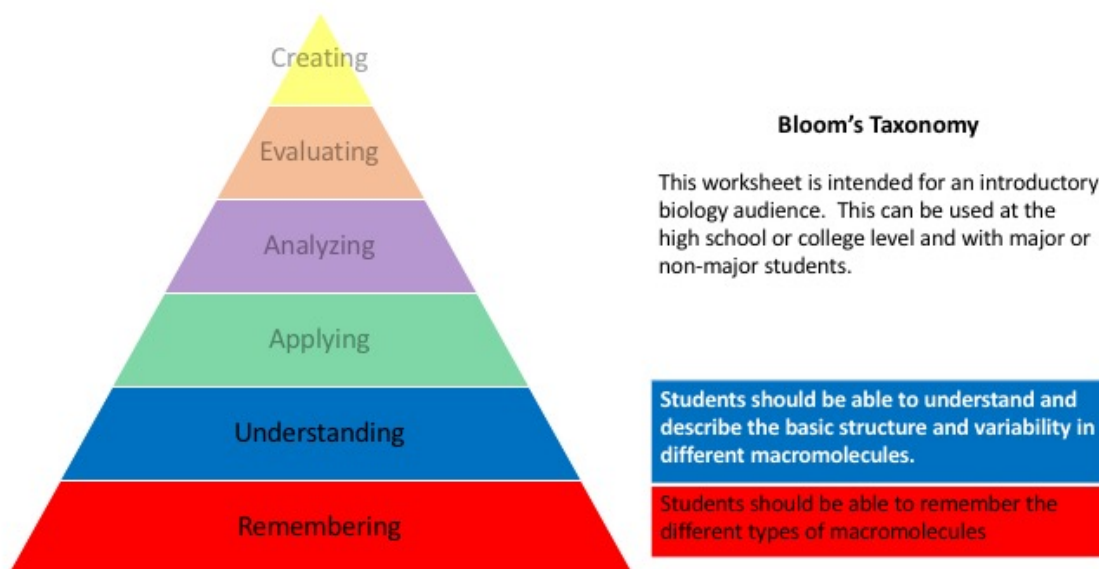 Creating
Evaluating
Analyzing
Applying
Understanding
Remembering
Bloom’s Taxonomy
This worksheet is intended for an introductory
biology audience.  This can be used at the
high school or college level and with major or
non-major students.
Students should be able to understand and
describe the basic structure and variability in
different macromolecules.
Students should be able to remember the
different types of macromolecules